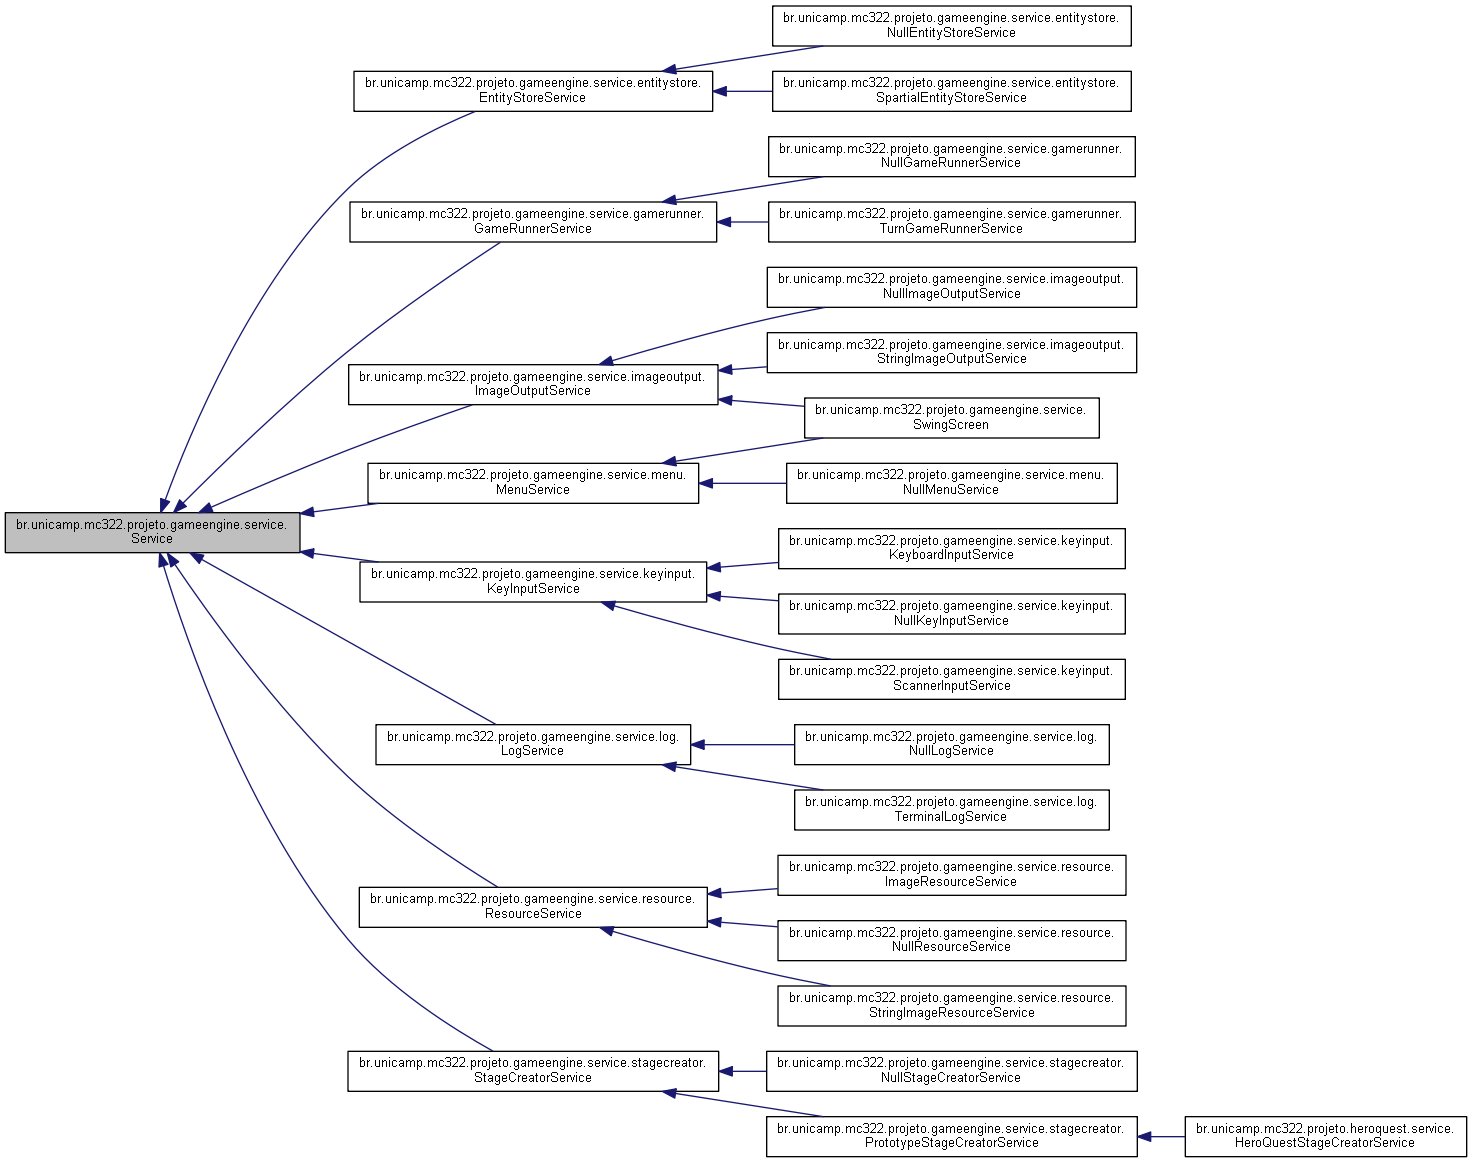 br.unicamp.mc322.projeto.gameengine.service.entitystore.
NullEntityStoreService
br.unicamp.mc322.projeto.gameengine.service.entitystore.
EntityStoreService
br.unicamp.mc322.projeto.gameengine.service.entitystore.
SpartialEntityStoreService
br.unicamp.mc322.projeto.gameengine.service.gamerunner.
NullGameRunnerService
br.unicamp.mc322.projeto.gameengine.service.gamerunner.
GameRunnerService
br.unicamp.mc322.projeto.gameengine.service.gamerunner.
TurnGameRunnerService
br.unicamp.mc322.projeto.gameengine.service.imageoutput.
NullImageOutputService
br.unicamp.mc322.projeto.gameengine.service.imageoutput.
StringImageOutputService
br.unicamp.mc322.projeto.gameengine.service.imageoutput.
ImageOutputService
br.unicamp.mc322.projeto.gameengine.service.
SwingScreen
br.unicamp.mc322.projeto.gameengine.service.menu.
MenuService
br.unicamp.mc322.projeto.gameengine.service.menu.
NullMenuService
br.unicamp.mc322.projeto.gameengine.service.
Service
br.unicamp.mc322.projeto.gameengine.service.keyinput.
KeyboardInputService
br.unicamp.mc322.projeto.gameengine.service.keyinput.
KeyInputService
br.unicamp.mc322.projeto.gameengine.service.keyinput.
NullKeyInputService
br.unicamp.mc322.projeto.gameengine.service.keyinput.
ScannerInputService
br.unicamp.mc322.projeto.gameengine.service.log.
LogService
br.unicamp.mc322.projeto.gameengine.service.log.
NullLogService
br.unicamp.mc322.projeto.gameengine.service.log.
TerminalLogService
br.unicamp.mc322.projeto.gameengine.service.resource.
ImageResourceService
br.unicamp.mc322.projeto.gameengine.service.resource.
ResourceService
br.unicamp.mc322.projeto.gameengine.service.resource.
NullResourceService
br.unicamp.mc322.projeto.gameengine.service.resource.
StringImageResourceService
br.unicamp.mc322.projeto.gameengine.service.stagecreator.
StageCreatorService
br.unicamp.mc322.projeto.gameengine.service.stagecreator.
NullStageCreatorService
br.unicamp.mc322.projeto.gameengine.service.stagecreator.
PrototypeStageCreatorService
br.unicamp.mc322.projeto.heroquest.service.
HeroQuestStageCreatorService